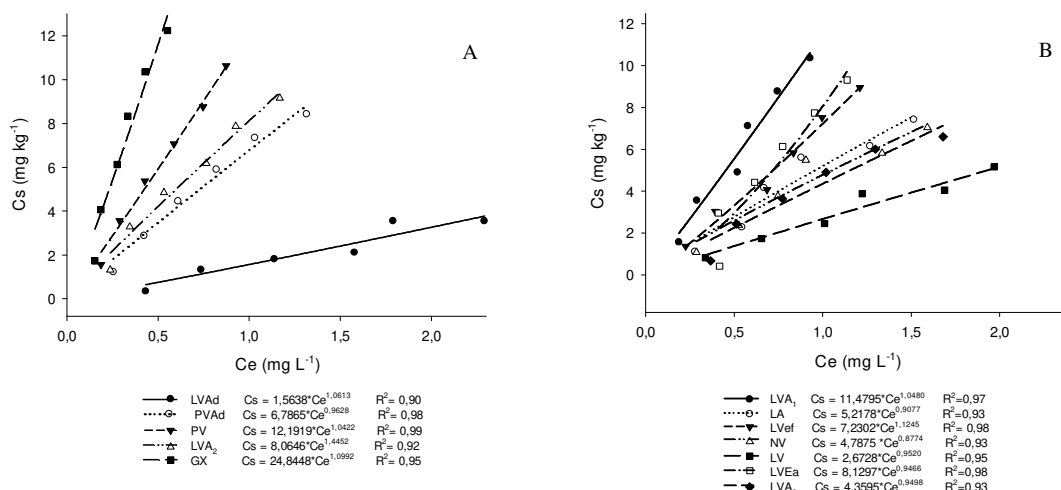 A
Cs (mg kg-1)
12
10
8
6
4
2
0
0,0 0,5 1,0 1,5 2,0
Ce (mg L-1)
LVAd Cs = 1,5638*Ce1,0613 R2= 0,90
PVAd Cs = 6,7865*Ce0,9628 R2= 0,98
PV Cs = 12,1919*Ce1,0422 R2= 0,99
LVA2 Cs = 8,0646*Ce1,4452 R2= 0,92
GX Cs = 24,8448*Ce1,0992 R2= 0,95
B
Cs (mg kg-1)
12
10
8
6
4
2
0
0,0 0,5 1,0 1,5 2,0
Ce (mg L-1)
LVA1 Cs = 11,4795*Ce1,0480 R2=0,97
LA Cs = 5,2178*Ce0,9077 R2=0,93
LVef Cs = 7,2302*Ce1,1245 R2= 0,98
NV Cs = 4,7875 *Ce0,8774 R2=0,93
LV Cs = 2,6728*Ce0,9520 R2=0,95
LVEa Cs = 8,1297*Ce0,9466 R2=0,98
LVA Cs = 4,3595*Ce0,9498 R2=0,93